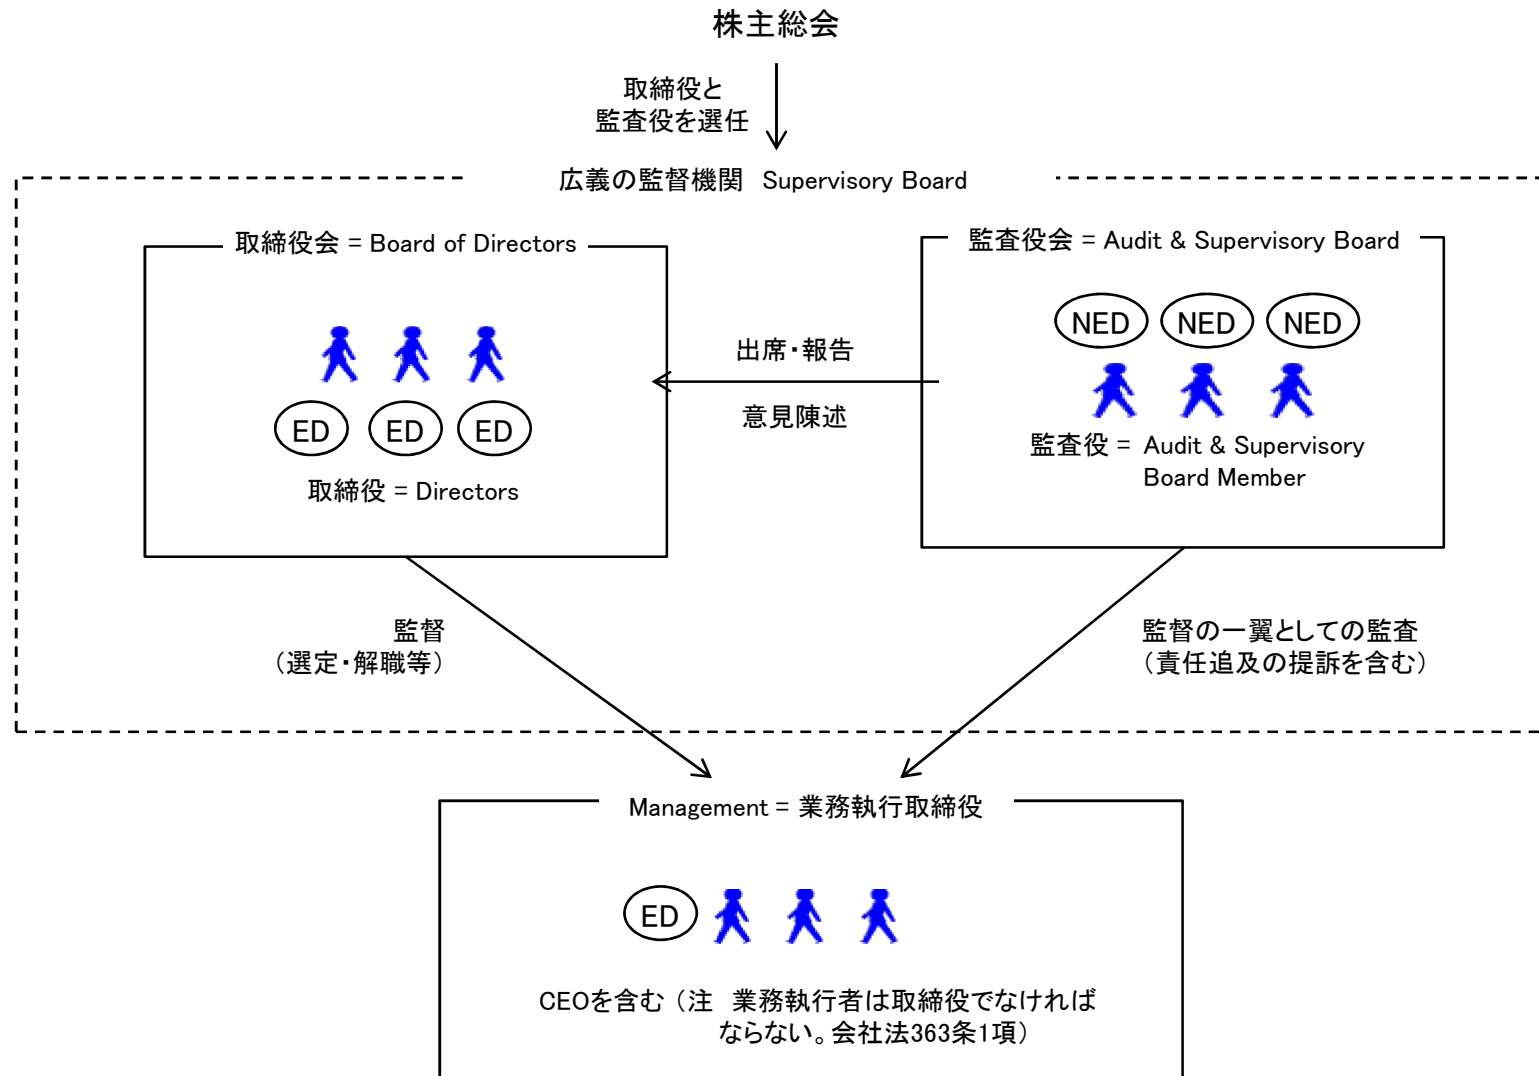 株主総会
取締役と
監査役を選任
広義の監督機関 Supervisory Board
取締役会 = Board of Directors
監査役会 = Audit & Supervisory Board
NED NED NED
出席・報告
意見陳述
ED ED ED
取締役 = Directors
監査役 = Audit & Supervisory
Board Member
監督
（選定・解職等）
監督の一翼としての監査
（責任追及の提訴を含む）
Management = 業務執行取締役
ED
CEOを含む（注 業務執行者は取締役でなければ
ならない。会社法363条1項）